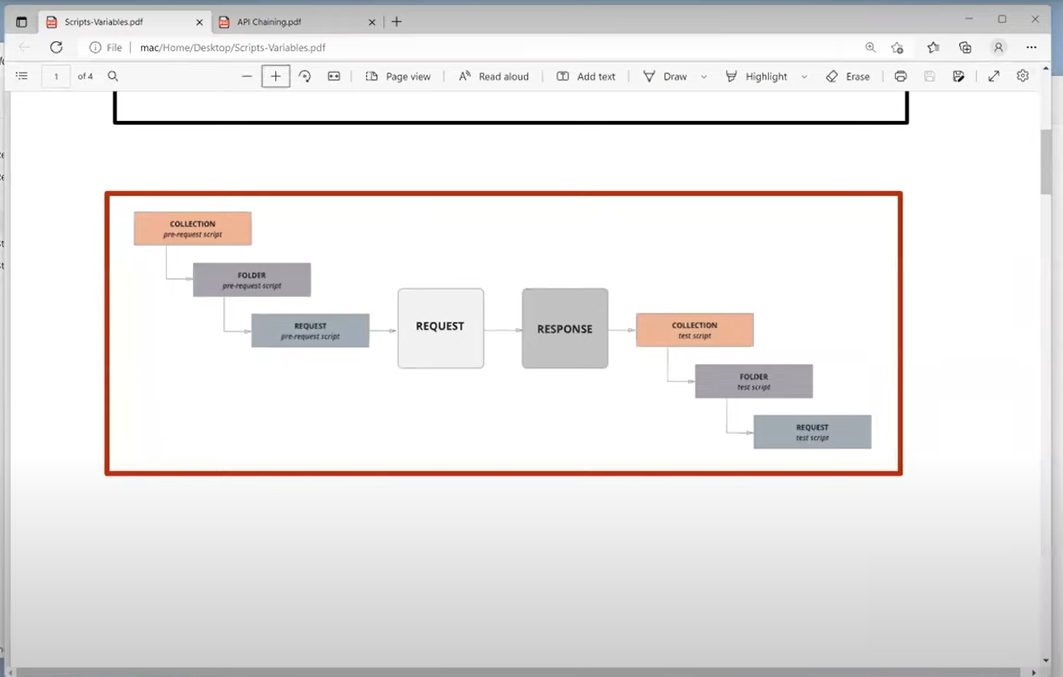 Scripts-Variables.pdf
API Chaining.pdf
File
mac/Home/Desktop/Scripts-Variables.pdf
1 of 4
Page view
Read aloud
Add text
Draw
Highlight
Erase
COLLECTION
pre-request script
FOLDER
pre-request script
REQUEST
pre-request script
REQUEST
RESPONSE
COLLECTION
test script
FOLDER
test script
REQUEST
test script